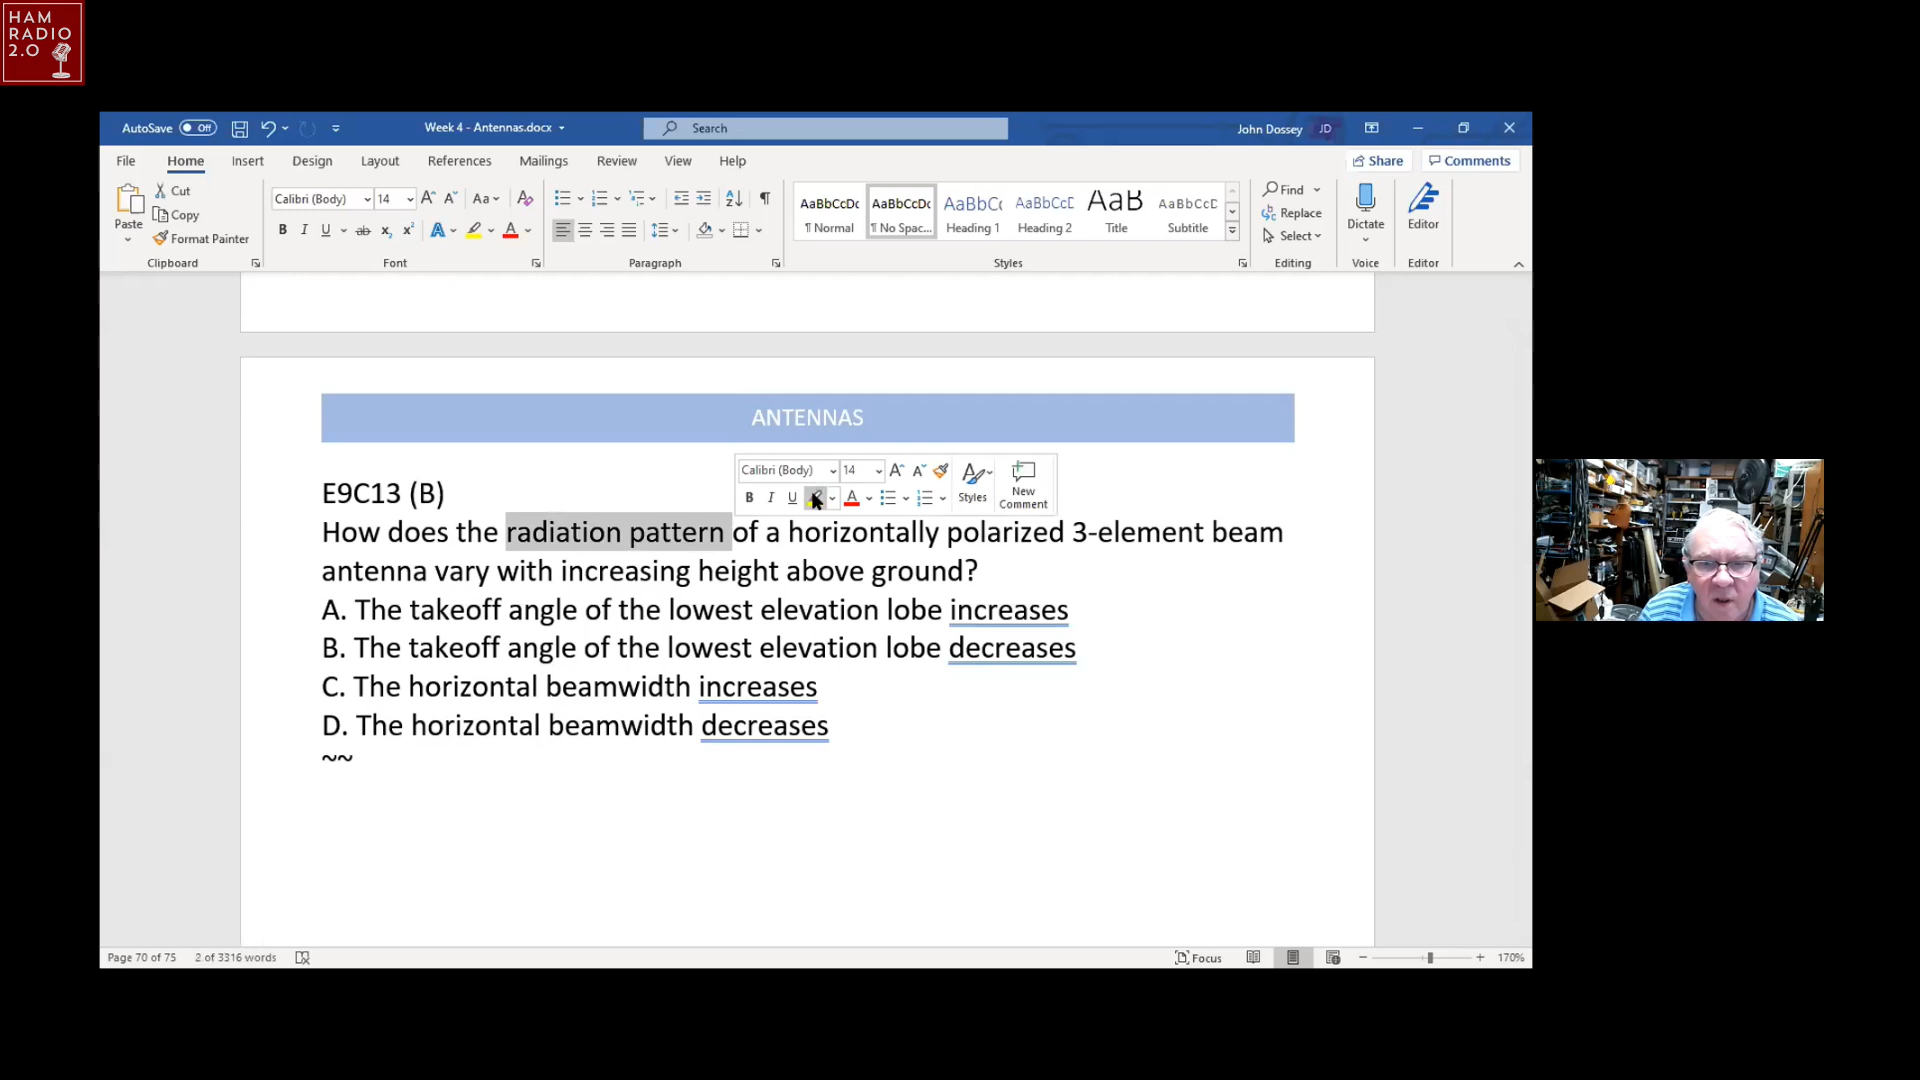 HAM
RADIO
2.0
AutoSave Off
Week 4 - Antennas.docx
Search
John Dossey JD
File Home Insert Design Layout References Mailings Review View Help
Share Comments
Paste
Cut
Copy
Format Painter
Clipboard
Calibri (Body) 14
Font
Paragraph
AaBbCcDc AaBbCcDc AaBbCc AaBbCcD AaB AaBbCcD
¶ Normal ¶ No Spac... Heading 1 Heading 2 Title Subtitle
Styles
Find
Replace
Select
Editing
Dictate
Voice
Editor
Editor
ANTENNAS
Calibri (Body) 14
Styles
New
Comment
E9C13 (B)
How does the radiation pattern of a horizontally polarized 3-element beam
antenna vary with increasing height above ground?
A. The takeoff angle of the lowest elevation lobe increases
B. The takeoff angle of the lowest elevation lobe decreases
C. The horizontal beamwidth increases
D. The horizontal beamwidth decreases
~~
Page 70 of 75 2 of 3316 words
Focus
170%